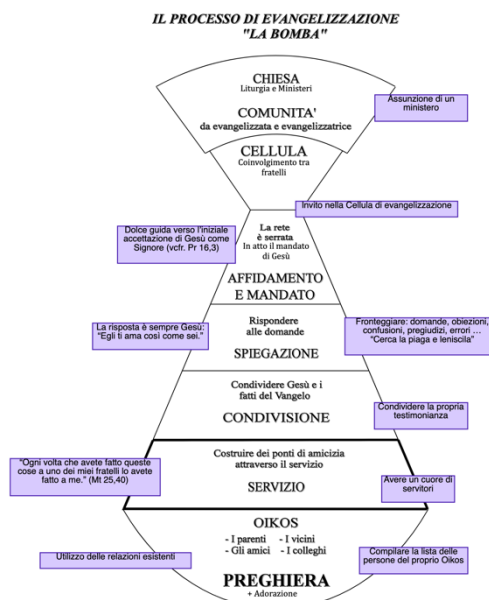 IL PROCESSO DI EVANGELIZZAZIONE
"LA BOMBA"
CHIESA
Liturgia e Ministeri
Assunzione di un
ministero
COMUNITA'
da evangelizzata e evangelizzatrice
CELLULA
Coinvolgimento tra
fratelli
Invito nella Cellula di evangelizzazione
Dolce guida verso l'iniziale
accettazione di Gesù come
Signore (vcfr. Pr 16,3)
La rete
è serrata
In atto il mandato
di Gesù
AFFIDAMENTO
E MANDATO
La risposta è sempre Gesù:
"Egli ti ama così come sei."
Rispondere
alle domande
SPIEGAZIONE
Fronteggiare: domande, obiezioni,
confusioni, pregiudizi, errori ...
"Cerca la piaga e leniscila"
Condividere Gesù e i
fatti del Vangelo
CONDIVISIONE
Condividere la propria
testimonianza
"Ogni volta che avete fatto queste
cose a uno dei miei fratelli lo avete
fatto a me." (Mt 25,40)
Costruire dei ponti di amicizia
attraverso il servizio
SERVIZIO
Avere un cuore di
servitori
OIKOS
- I parenti - I vicini
- Gli amici - I colleghi
Utilizzo delle relazioni esistenti
Compilare la lista delle
persone del proprio Oikos
PREGHIERA
+ Adorazione